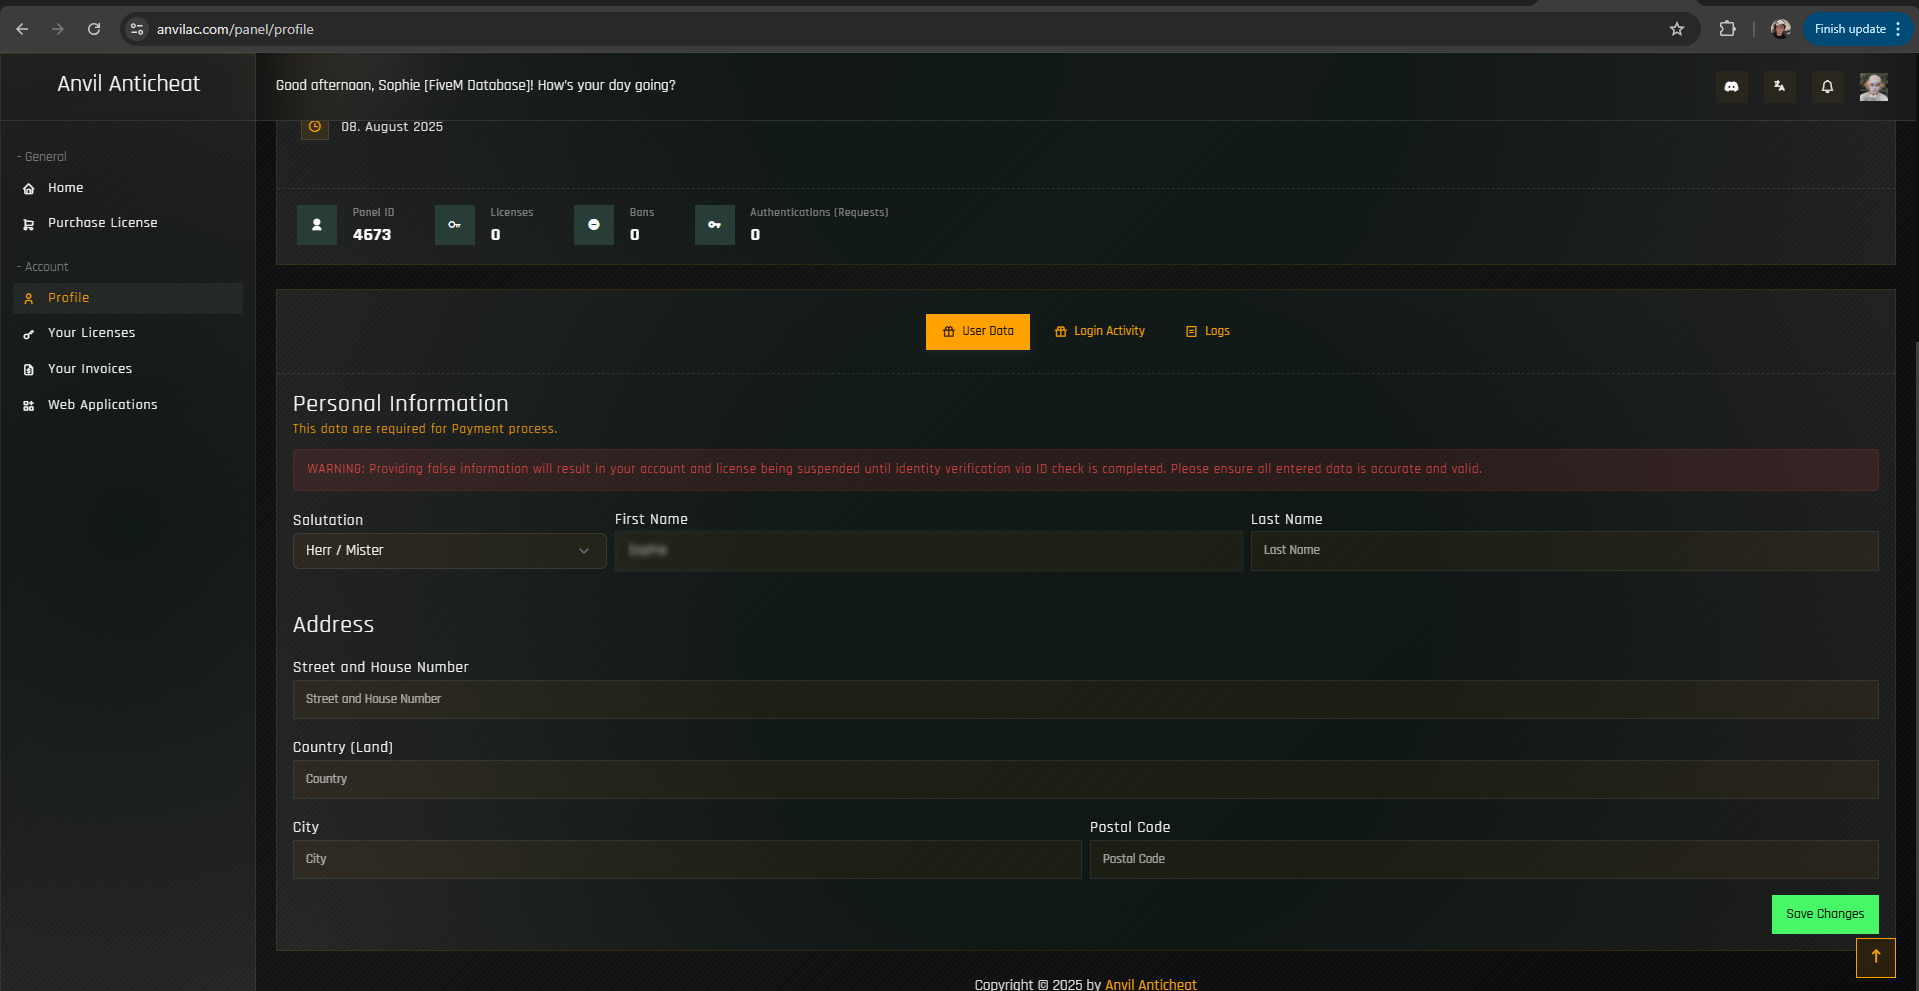 anvilac.com/panel/profile
Finish update
Anvil Anticheat
Good afternoon, Sophie [FiveM Database]! How's your day going?
08. August 2025
- General
Home
Purchase License
- Account
Profile
Your Licenses
Your Invoices
Web Applications
Panel ID
4673
Licenses
0
Bans
0
Authentications (Requests)
0
User Data
Login Activity
Logs
Personal Information
This data are required for Payment process.
WARNING: Providing false information will result in your account and license being suspended until identity verification via ID check is completed. Please ensure all entered data is accurate and valid.
Salutation
First Name
Last Name
Herr / Mister
Last Name
Address
Street and House Number
Street and House Number
Country (Land)
Country
City
Postal Code
City
Postal Code
Save Changes
Copyright © 2025 by Anvil Anticheat